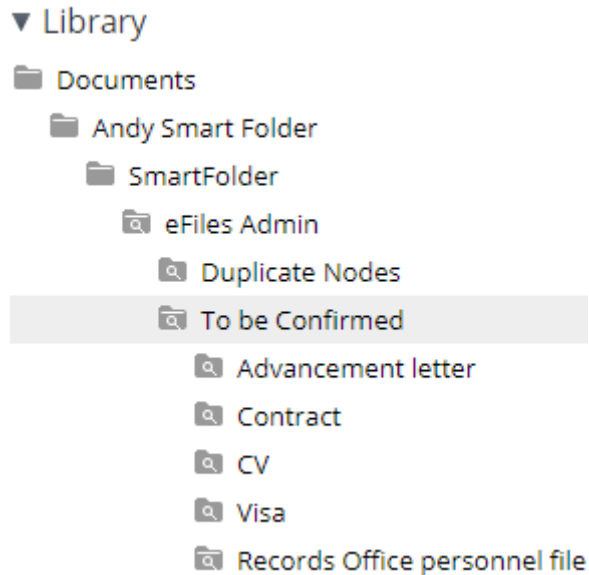 Library
Documents
Andy Smart Folder
SmartFolder
eFiles Admin
Duplicate Nodes
To be Confirmed
Advancement letter
Contract
CV
Visa
Records Office personnel file